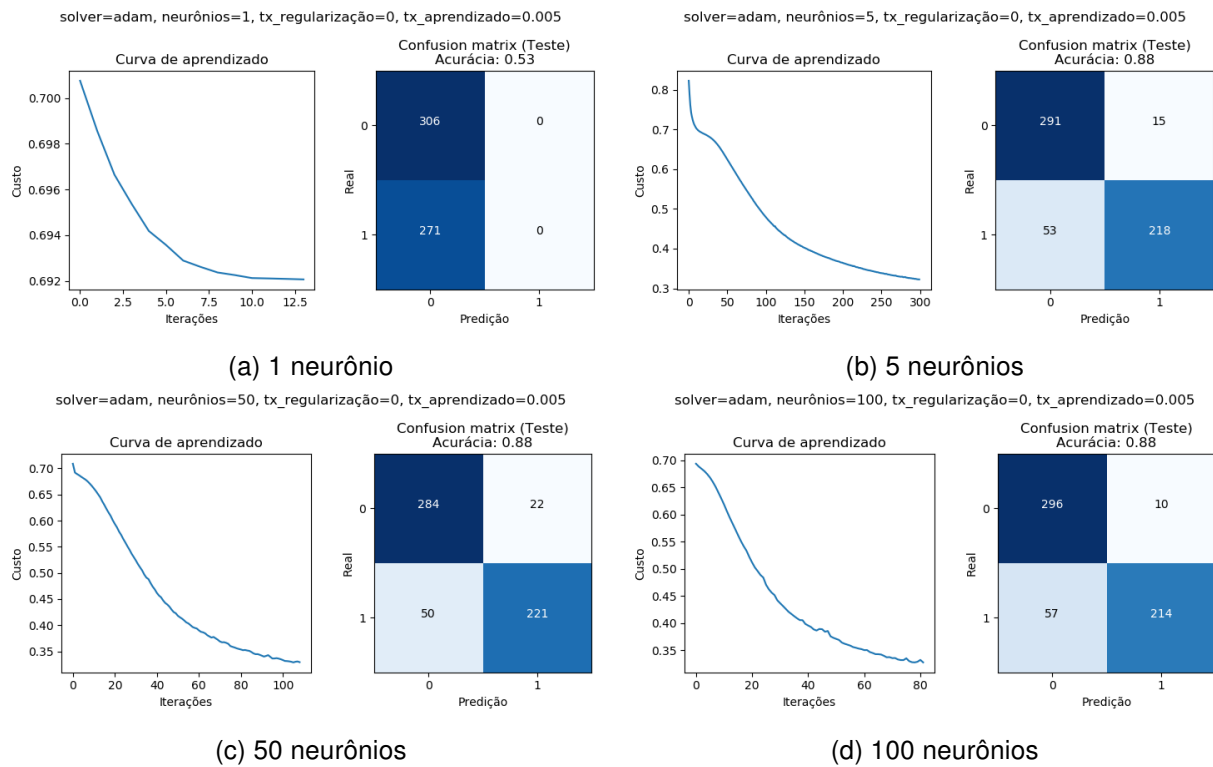 solver=adam, neurônios=1, tx_regularização=0, tx_aprendizado=0.005
Curva de aprendizado
Confusion matrix (Teste)
Acurácia: 0.53
0.700
0.698
0.696
0.694
0.692
Custo
0.0 2.5 5.0 7.5 10.0 12.5
Iterações
Real
0
1
306 0
271 0
0 1
Predição
(a) 1 neurônio
solver=adam, neurônios=5, tx_regularização=0, tx_aprendizado=0.005
Curva de aprendizado
Confusion matrix (Teste)
Acurácia: 0.88
0.8
0.7
0.6
0.5
0.4
0.3
Custo
0 50 100 150 200 250 300
Iterações
Real
0
1
291 15
53 218
0 1
Predição
(b) 5 neurônios
solver=adam, neurônios=50, tx_regularização=0, tx_aprendizado=0.005
Curva de aprendizado
Confusion matrix (Teste)
Acurácia: 0.88
0.70
0.65
0.60
0.55
0.50
0.45
0.40
0.35
Custo
0 20 40 60 80 100
Iterações
Real
0
1
284 22
50 221
0 1
Predição
(c) 50 neurônios
solver=adam, neurônios=100, tx_regularização=0, tx_aprendizado=0.005
Curva de aprendizado
Confusion matrix (Teste)
Acurácia: 0.88
0.70
0.65
0.60
0.55
0.50
0.45
0.40
0.35
Custo
0 20 40 60 80
Iterações
Real
0
1
296 10
57 214
0 1
Predição
(d) 100 neurônios